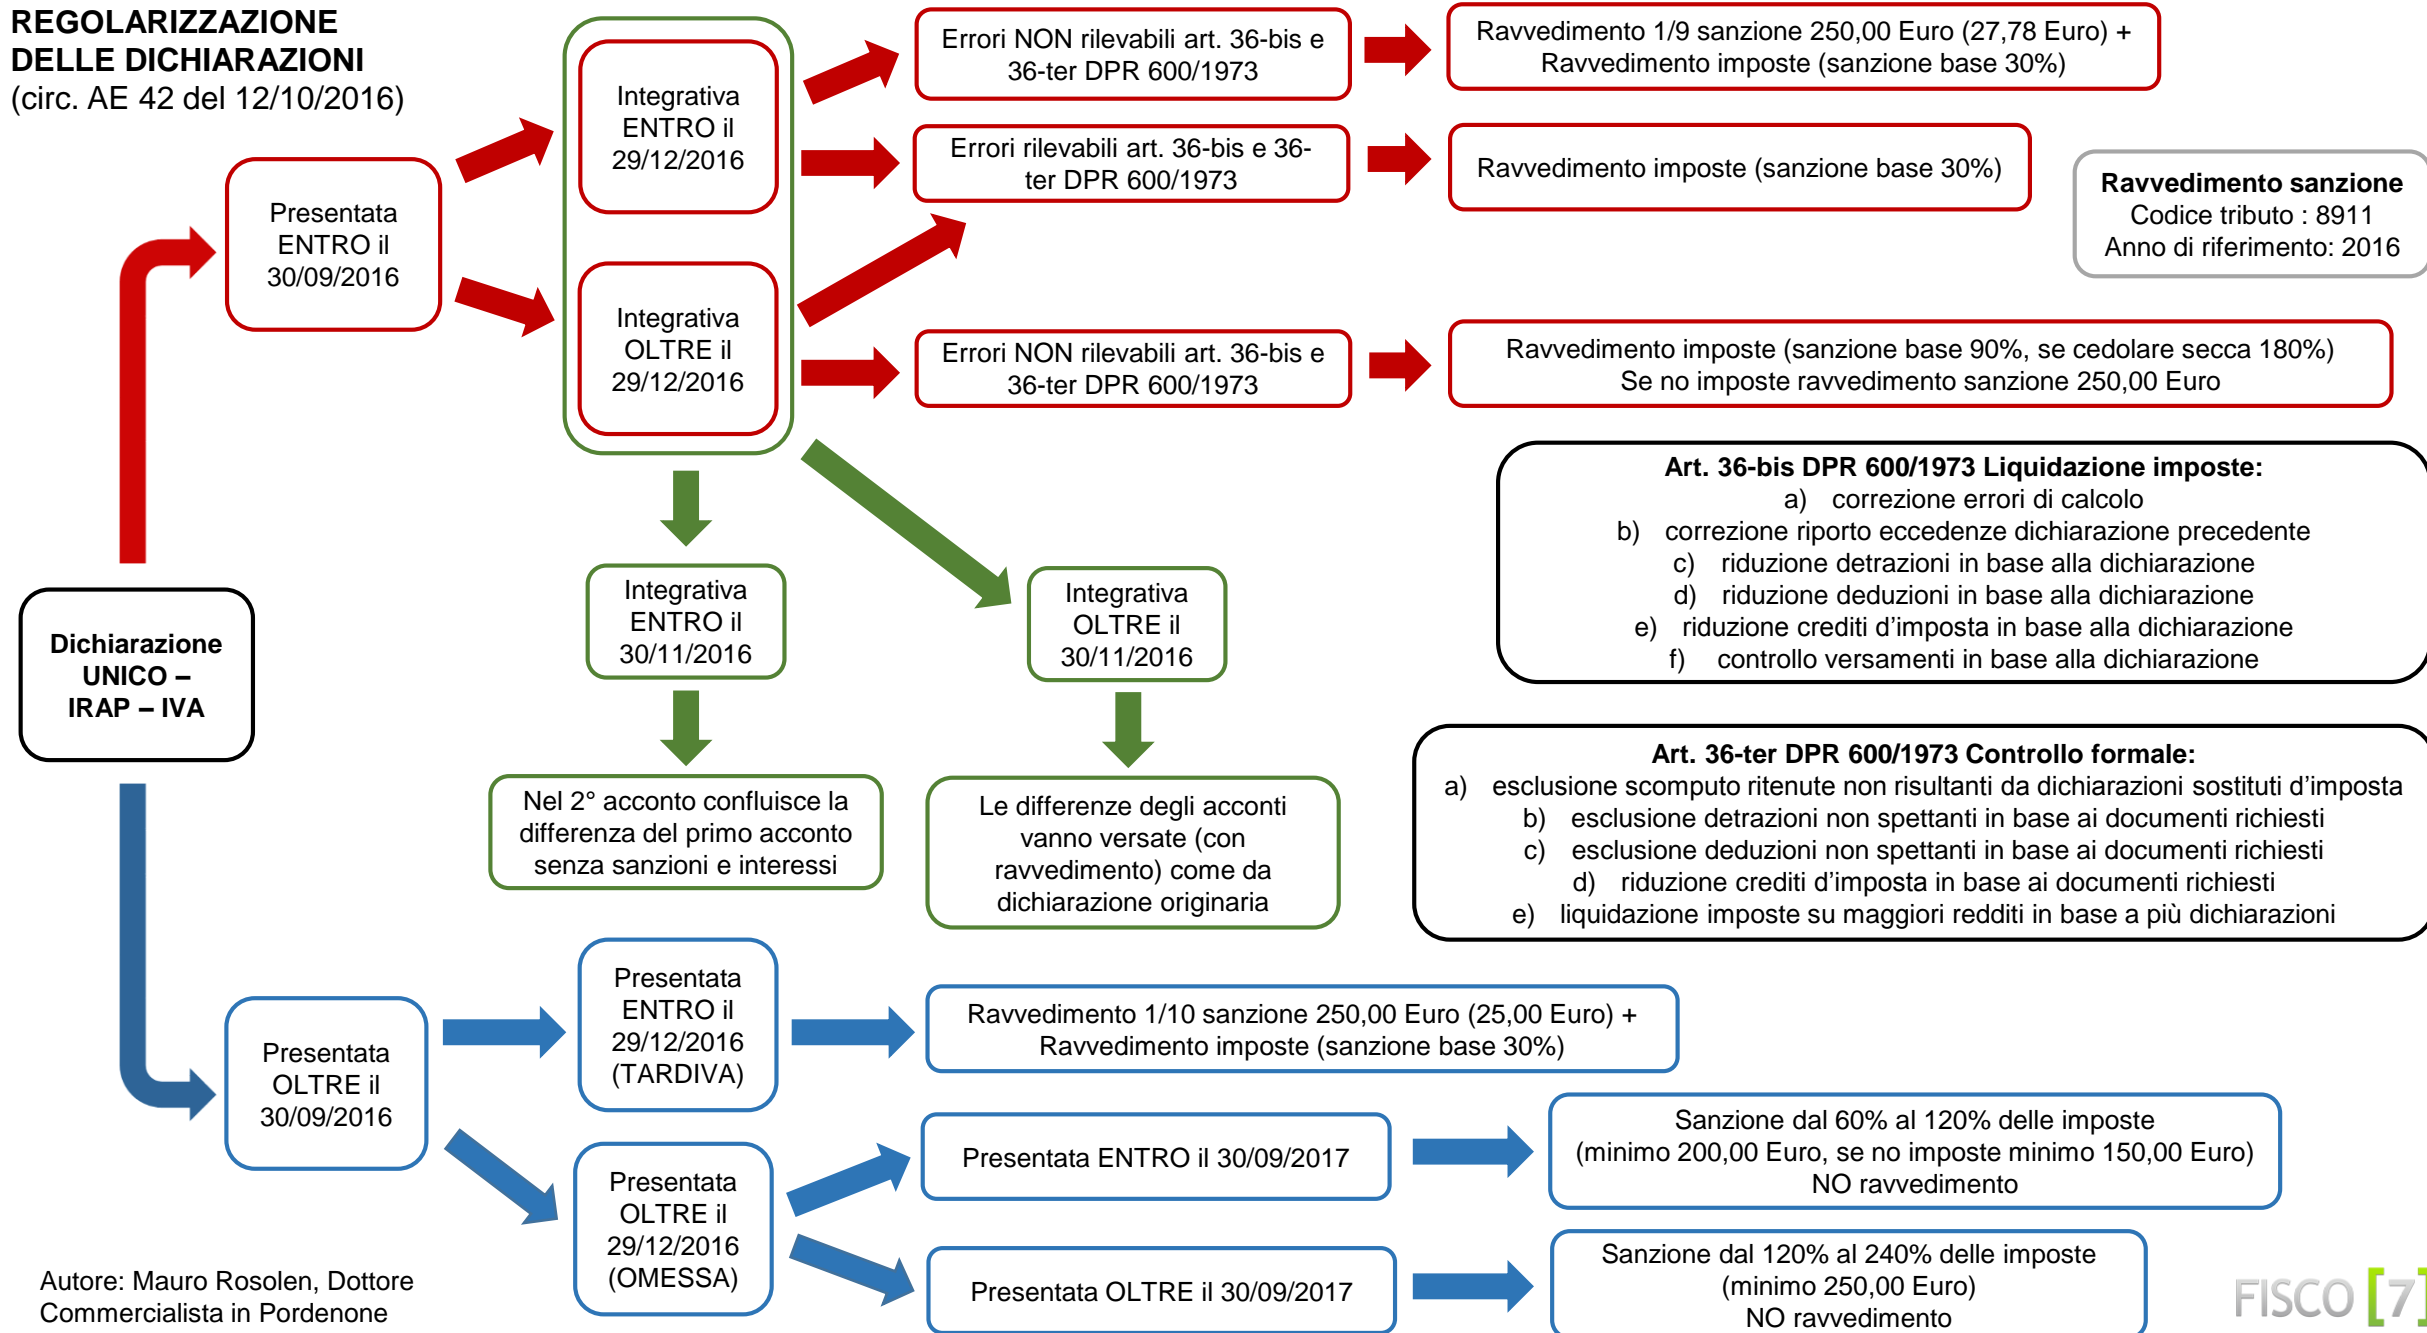 REGOLARIZZAZIONE
DELLE DICHIARAZIONI
(circ. AE 42 del 12/10/2016)
Presentata
ENTRO il
30/09/2016
Integrativa
ENTRO il
29/12/2016
Integrativa
OLTRE il
29/12/2016
Errori NON rilevabili art. 36-bis e
36-ter DPR 600/1973
Ravvedimento 1/9 sanzione 250,00 Euro (27,78 Euro) +
Ravvedimento imposte (sanzione base 30%)
Errori rilevabili art. 36-bis e 36-
ter DPR 600/1973
Ravvedimento imposte (sanzione base 30%)
Ravvedimento sanzione
Codice tributo : 8911
Anno di riferimento: 2016
Errori NON rilevabili art. 36-bis e
36-ter DPR 600/1973
Ravvedimento imposte (sanzione base 90%, se cedolare secca 180%)
Se no imposte ravvedimento sanzione 250,00 Euro
Art. 36-bis DPR 600/1973 Liquidazione imposte:
a) correzione errori di calcolo
b) correzione riporto eccedenze dichiarazione precedente
c) riduzione detrazioni in base alla dichiarazione
d) riduzione deduzioni in base alla dichiarazione
e) riduzione crediti d'imposta in base alla dichiarazione
f) controllo versamenti in base alla dichiarazione
Integrativa
ENTRO il
30/11/2016
Integrativa
OLTRE il
30/11/2016
Dichiarazione
UNICO –
IRAP – IVA
Nel 2° acconto confluisce la
differenza del primo acconto
senza sanzioni e interessi
Le differenze degli acconti
vanno versate (con
ravvedimento) come da
dichiarazione originaria
Art. 36-ter DPR 600/1973 Controllo formale:
a) esclusione scomputo ritenute non risultanti da dichiarazioni sostituti d'imposta
b) esclusione detrazioni non spettanti in base ai documenti richiesti
c) esclusione deduzioni non spettanti in base ai documenti richiesti
d) riduzione crediti d'imposta in base ai documenti richiesti
e) liquidazione imposte su maggiori redditi in base a più dichiarazioni
Presentata
OLTRE il
30/09/2016
Presentata
ENTRO il
29/12/2016
(TARDIVA)
Ravvedimento 1/10 sanzione 250,00 Euro (25,00 Euro) +
Ravvedimento imposte (sanzione base 30%)
Presentata
OLTRE il
29/12/2016
(OMESSA)
Presentata ENTRO il 30/09/2017
Sanzione dal 60% al 120% delle imposte
(minimo 200,00 Euro, se no imposte minimo 150,00 Euro)
NO ravvedimento
Presentata OLTRE il 30/09/2017
Sanzione dal 120% al 240% delle imposte
(minimo 250,00 Euro)
NO ravvedimento
Autore: Mauro Rosolen, Dottore
Commercialista in Pordenone
FISCO [7]